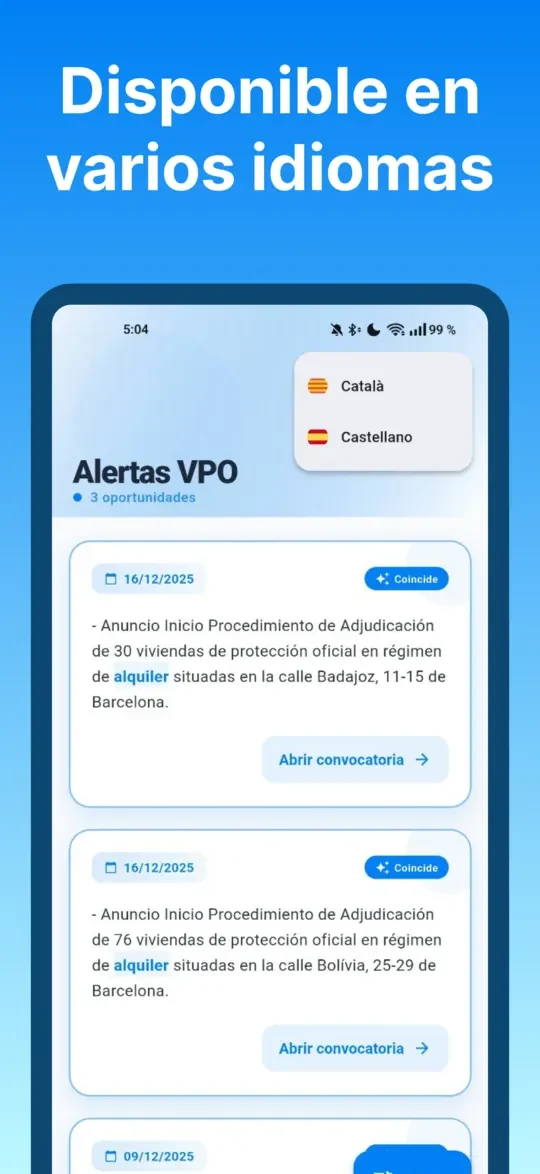 Disponible en
varios idiomas
5:04
99 %
Català
Castellano
Alertas VPO
3 oportunidades
16/12/2025
Coincide
- Anuncio Inicio Procedimiento de Adjudicación
de 30 viviendas de protección oficial en régimen
de alquiler situadas en la calle Badajoz, 11-15 de
Barcelona.
Abrir convocatoria
16/12/2025
Coincide
- Anuncio Inicio Procedimiento de Adjudicación
de 76 viviendas de protección oficial en régimen
de alquiler situadas en la calle Bolívia, 25-29 de
Barcelona.
Abrir convocatoria
09/12/2025